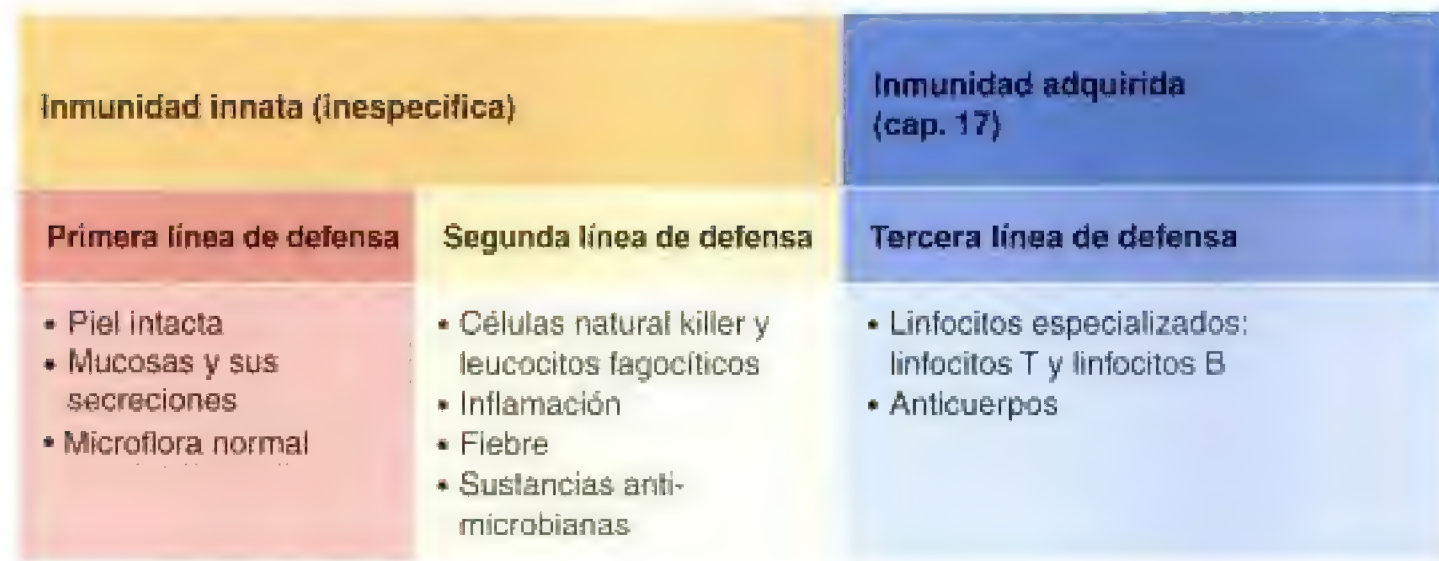 Inmunidad innata (inespecífica)
Inmunidad adquirida
(cap. 17)
Primera línea de defensa
• Piel intacta
• Mucosas y sus
secreciones
• Microflora normal
Segunda línea de defensa
• Células natural killer y
leucocitos fagocíticos
• Inflamación
• Fiebre
• Sustancias anti-
microbianas
Tercera línea de defensa
• Linfocitos especializados:
linfocitos T y linfocitos B
• Anticuerpos